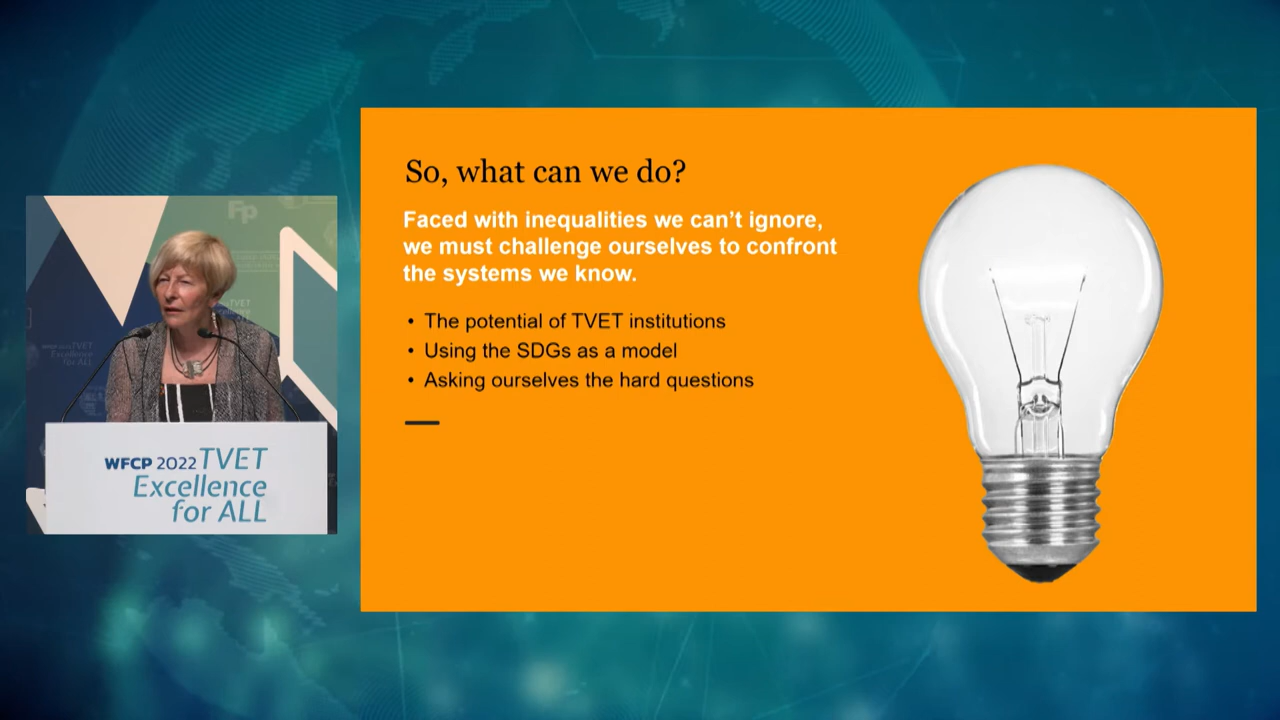 So, what can we do?
Faced with inequalities we can’t ignore,
we must challenge ourselves to confront
the systems we know.
• The potential of TVET institutions
• Using the SDGs as a model
• Asking ourselves the hard questions
Fp
WFCP 2022 TVET
Excellence
for ALL